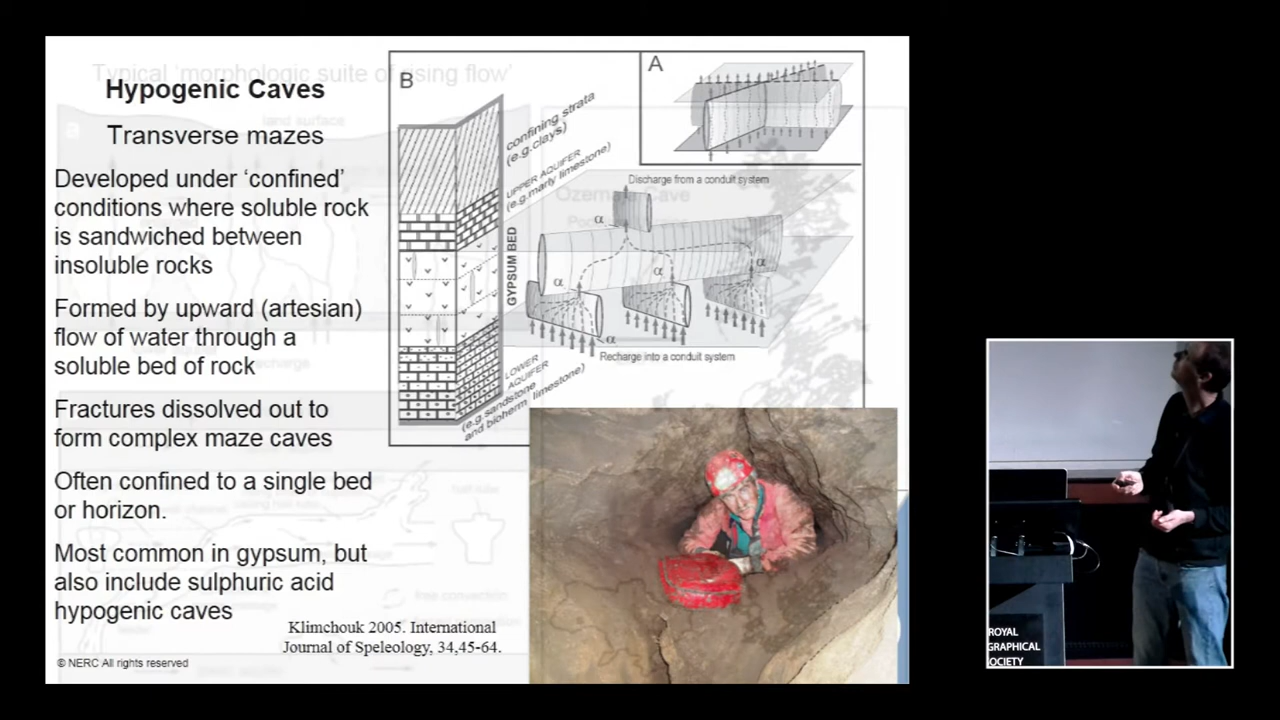 Typical 'morphologic suite of rising flow'
Hypogenic Caves
Transverse mazes
Developed under 'confined'
conditions where soluble rock
is sandwiched between
insoluble rocks
Formed by upward (artesian)
flow of water through a
soluble bed of rock
Fractures dissolved out to
form complex maze caves
Often confined to a single bed
or horizon.
Most common in gypsum, but
also include sulphuric acid
hypogenic caves
Klimchouk 2005. International
Journal of Speleology, 34,45-64.
© NERC All rights reserved
B
A
confining strata
(e.g.clays)
UPPER AQUIFER
(e.g.marly limestone)
GYPSUM BED
LOWER
AQUIFER
(e.g.sandstone
and bioherm limestone)
Discharge from a conduit system
α
α
α
α
α
Recharge into a conduit system
land surface
a
Cave
free convection
ROYAL
GRAPHICAL
OCIETY